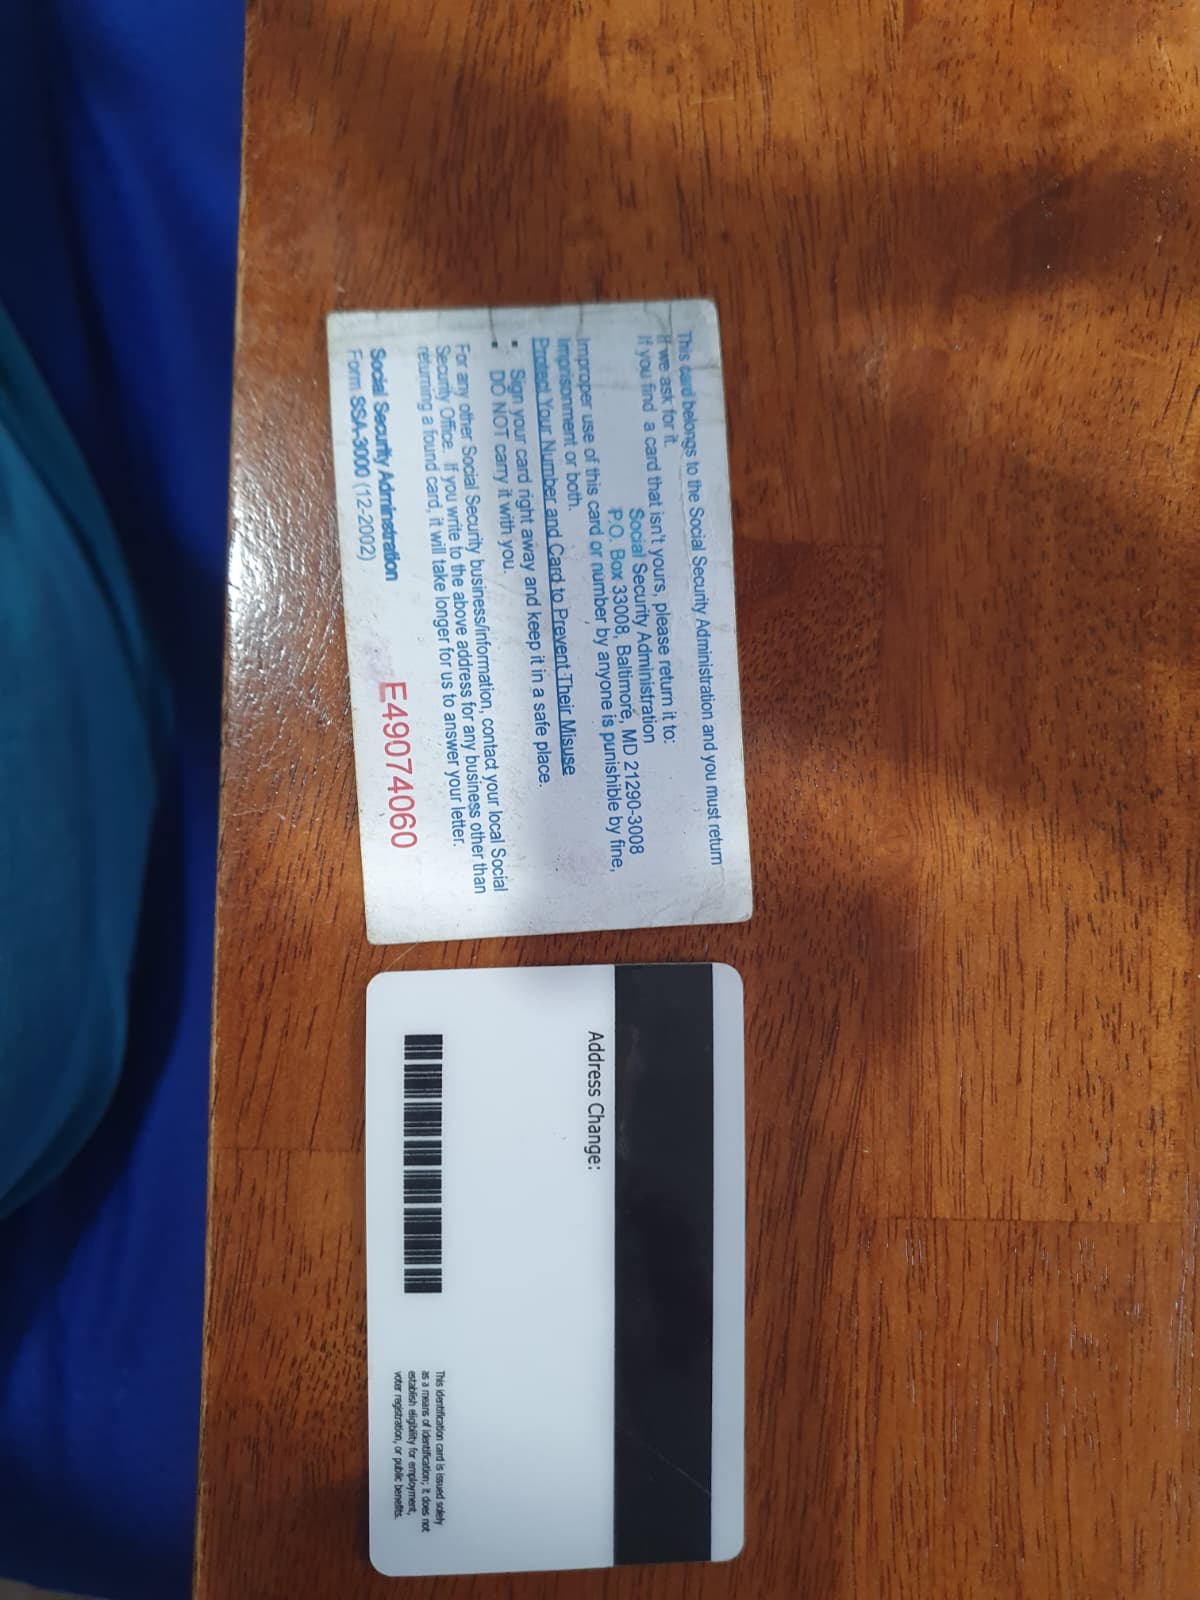 This card belongs to the Social Security Administration and you must return
if we ask for it.
If you find a card that isn't yours, please return it to:
Social Security Administration
P.O. Box 33008, Baltimore, MD 21290-3008
Improper use of this card or number by anyone is punishible by fine,
Imprisonment or both.
Protect Your Number and Card to Prevent Their Misuse
▪ Sign your card right away and keep it in a safe place.
▪ DO NOT carry it with you.
For any other Social Security business/information, contact your local Social
Security Office. If you write to the above address for any business other than
returning a found card, it will take longer for us to answer your letter.
Social Security Adminstration
Form SSA-3000 (12-2002)
E49074060
Address Change:
This identification card is issued solely
as a means of identification; it does not
establish eligibility for employment,
voter registration, or public benefits.